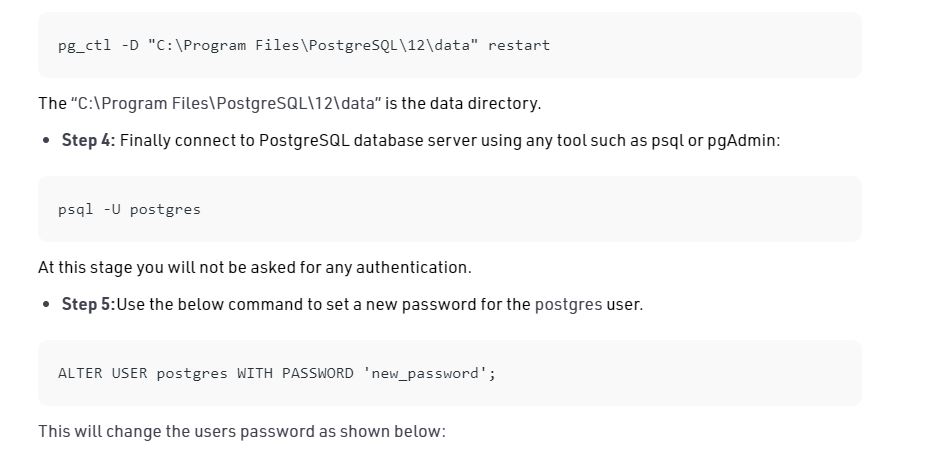 pg_ctl -D "C:\Program Files\PostgreSQL\12\data" restart
The “C:\Program Files\PostgreSQL\12\data” is the data directory.
• Step 4: Finally connect to PostgreSQL database server using any tool such as psql or pgAdmin:
psql -U postgres
At this stage you will not be asked for any authentication.
• Step 5:Use the below command to set a new password for the postgres user.
ALTER USER postgres WITH PASSWORD 'new_password';
This will change the users password as shown below: